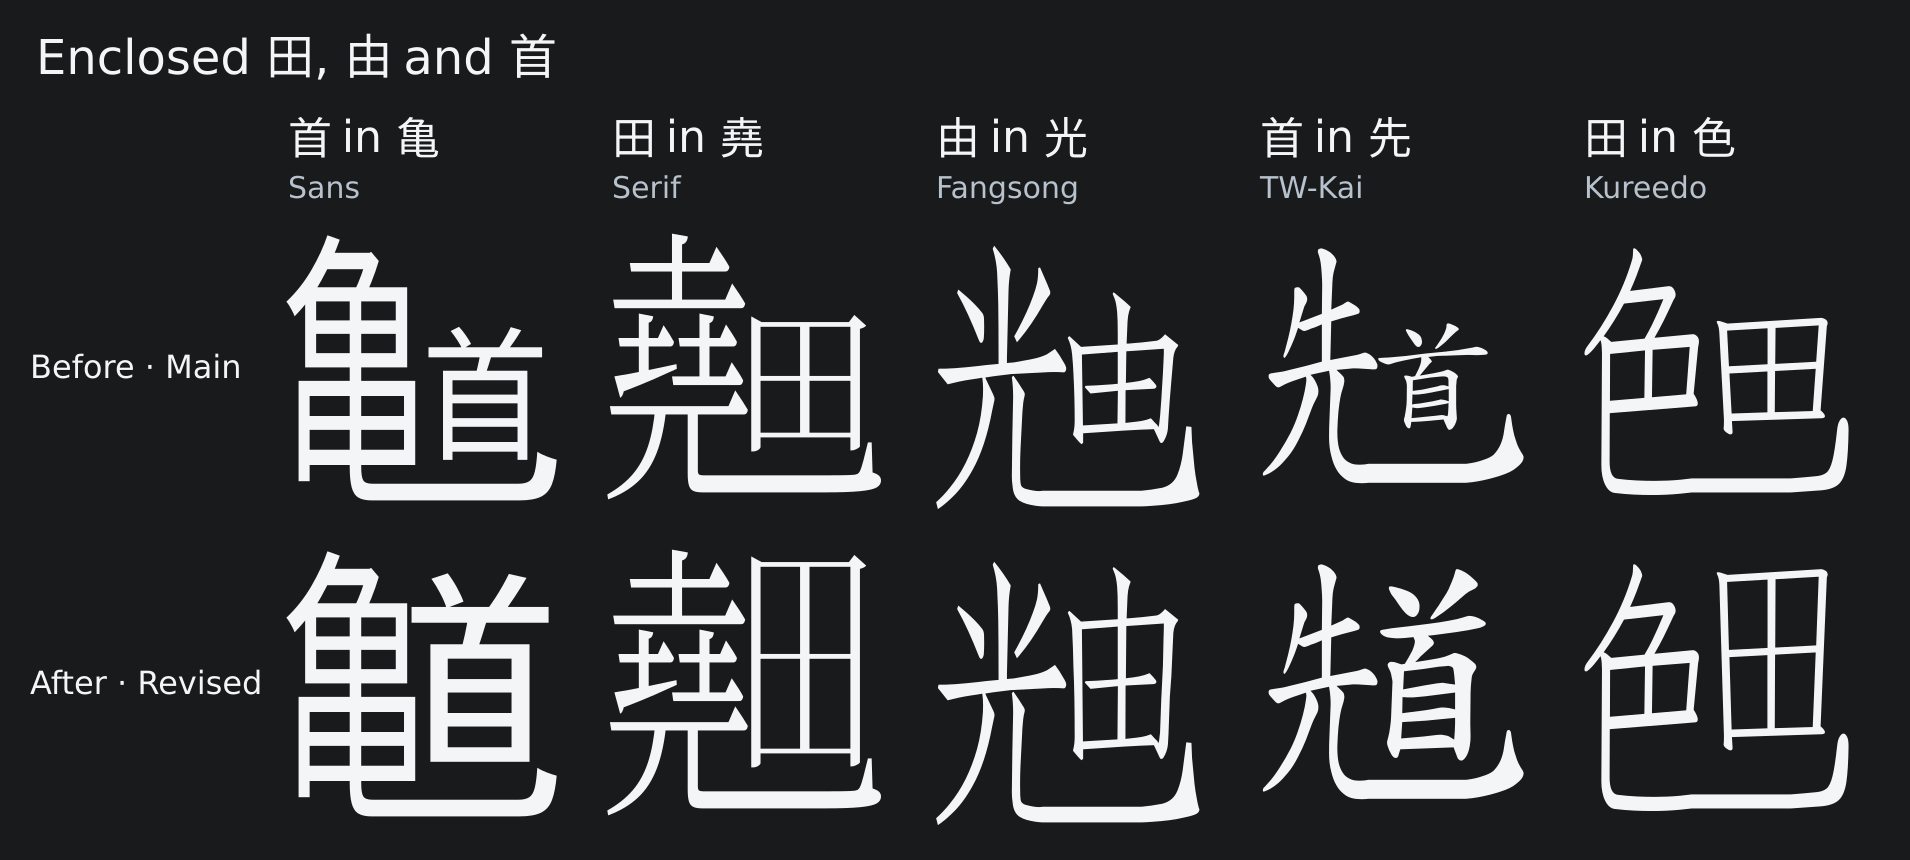 Enclosed 田, 由 and 首
首 in 亀
田 in 堯
由 in 光
首 in 先
田 in 色
Sans
Serif
Fangsong
TW-Kai
Kureedo
Before · Main
After · Revised